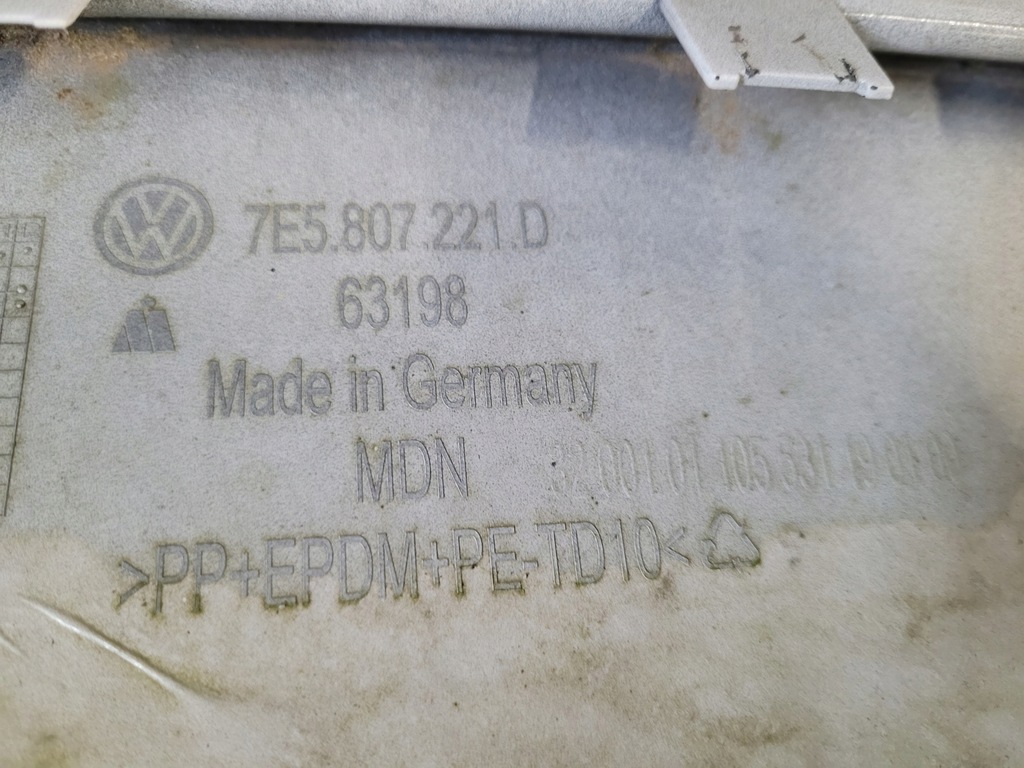 7E5.807.221.D
63198
Made in Germany
MDN
>PP+EPDM+PE-TD10<